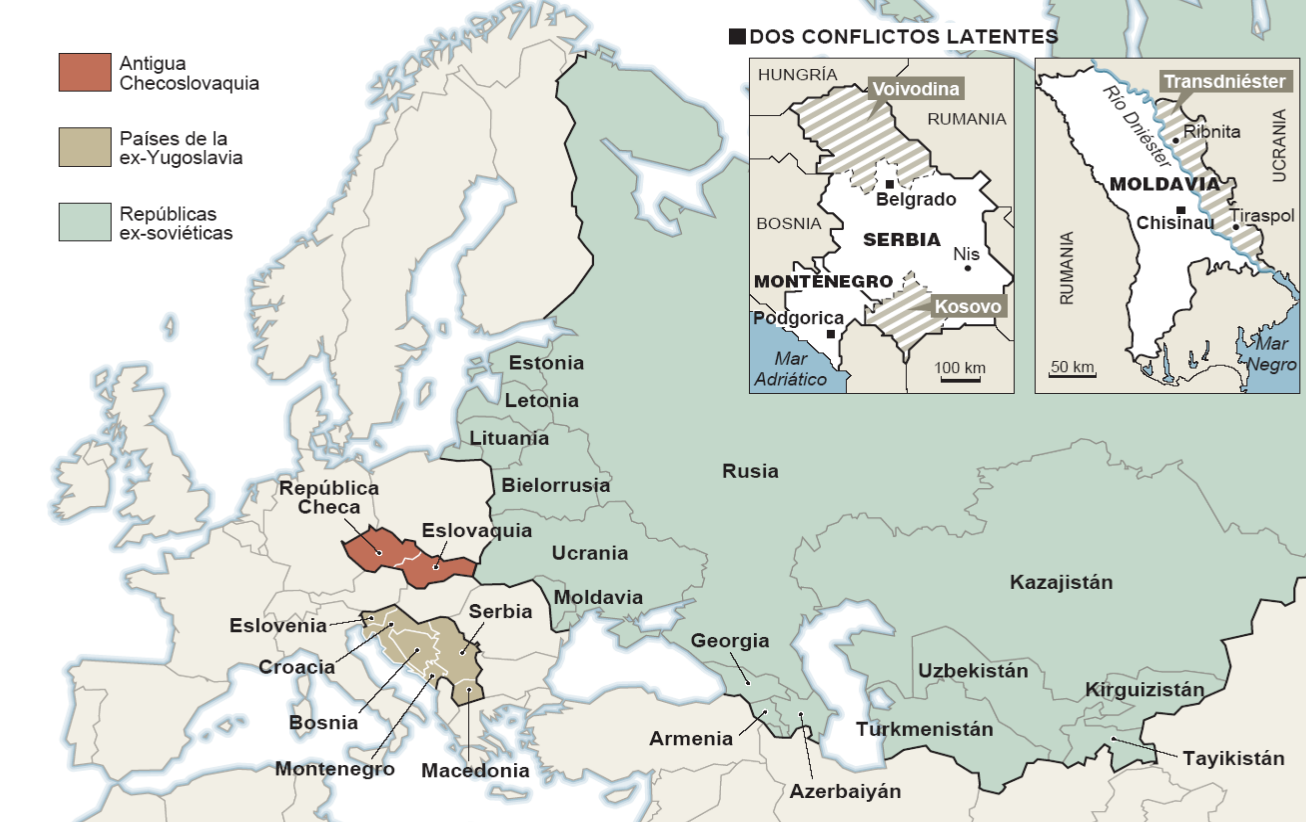 Antigua
Checoslovaquia
Países de la
ex-Yugoslavia
Repúblicas
ex-soviéticas
DOS CONFLICTOS LATENTES
HUNGRÍA
Voivodina
RUMANIA
Belgrado
BOSNIA
SERBIA
Nis
MONTENEGRO
Kosovo
Podgorica
Mar
Adriático
100 km
Transdniéster
Río Dniéster
Ribnita
UCRANIA
MOLDAVIA
Chisinau
Tiraspol
RUMANIA
Mar
Negro
50 km
Estonia
Letonia
Lituania
Rusia
Bielorrusia
República
Checa
Eslovaquia
Ucrania
Kazajistán
Moldavia
Serbia
Eslovenia
Georgia
Croacia
Uzbekistán
Kirguizistán
Bosnia
Armenia
Turkmenistán
Montenegro
Macedonia
Tayikistán
Azerbaiyán